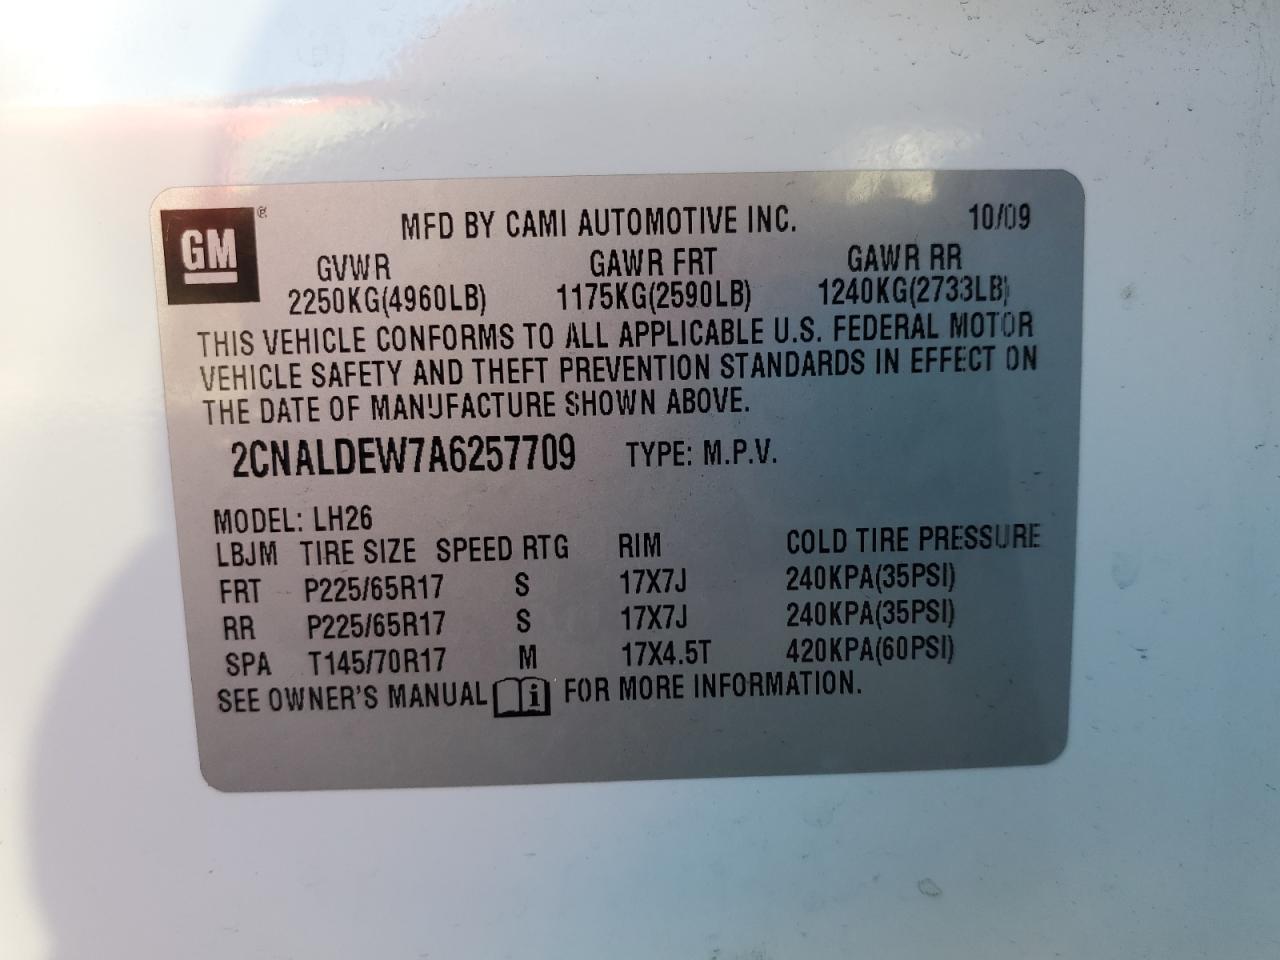 GM ®
MFD BY CAMI AUTOMOTIVE INC. 10/09
GVWR GAWR FRT GAWR RR
2250KG(4960LB) 1175KG(2590LB) 1240KG(2733LB)
THIS VEHICLE CONFORMS TO ALL APPLICABLE U.S. FEDERAL MOTOR
VEHICLE SAFETY AND THEFT PREVENTION STANDARDS IN EFFECT ON
THE DATE OF MANUFACTURE SHOWN ABOVE.
2CNALDEW7A6257709 TYPE: M.P.V.
MODEL: LH26
LBJM TIRE SIZE SPEED RTG RIM COLD TIRE PRESSURE
FRT P225/65R17 S 17X7J 240KPA(35PSI)
RR P225/65R17 S 17X7J 240KPA(35PSI)
SPA T145/70R17 M 17X4.5T 420KPA(60PSI)
SEE OWNER'S MANUAL i FOR MORE INFORMATION.